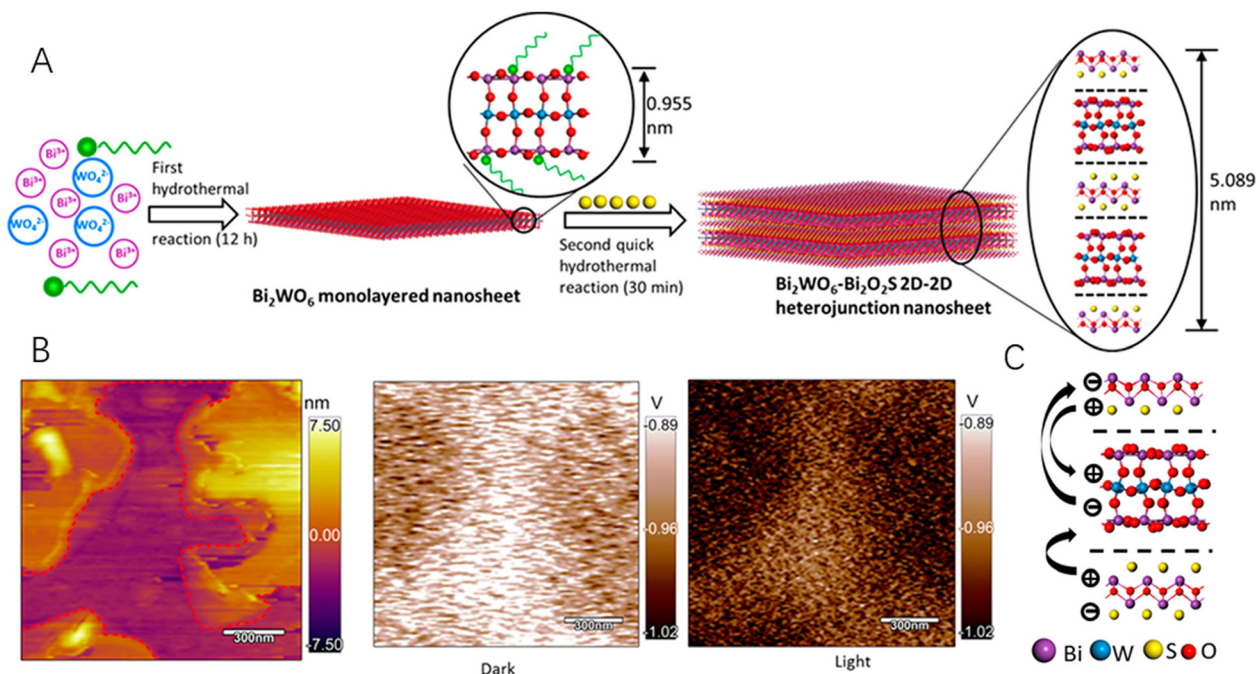 A
Bi³⁺
Bi³⁺
WO₄²⁻
Bi³⁺
Bi³⁺
WO₄²⁻
WO₄²⁻
Bi³⁺
Bi³⁺
First
hydrothermal
reaction (12 h)
0.955
nm
Bi₂WO₆ monolayered nanosheet
Second quick
hydrothermal
reaction (30 min)
Bi₂WO₆-Bi₂O₂S 2D-2D
heterojunction nanosheet
5.089
nm
B
nm
7.50
0.00
-7.50
300nm
V
-0.89
-0.96
-1.02
300nm
Dark
V
-0.89
-0.96
-1.02
300nm
Light
C
Bi W S O